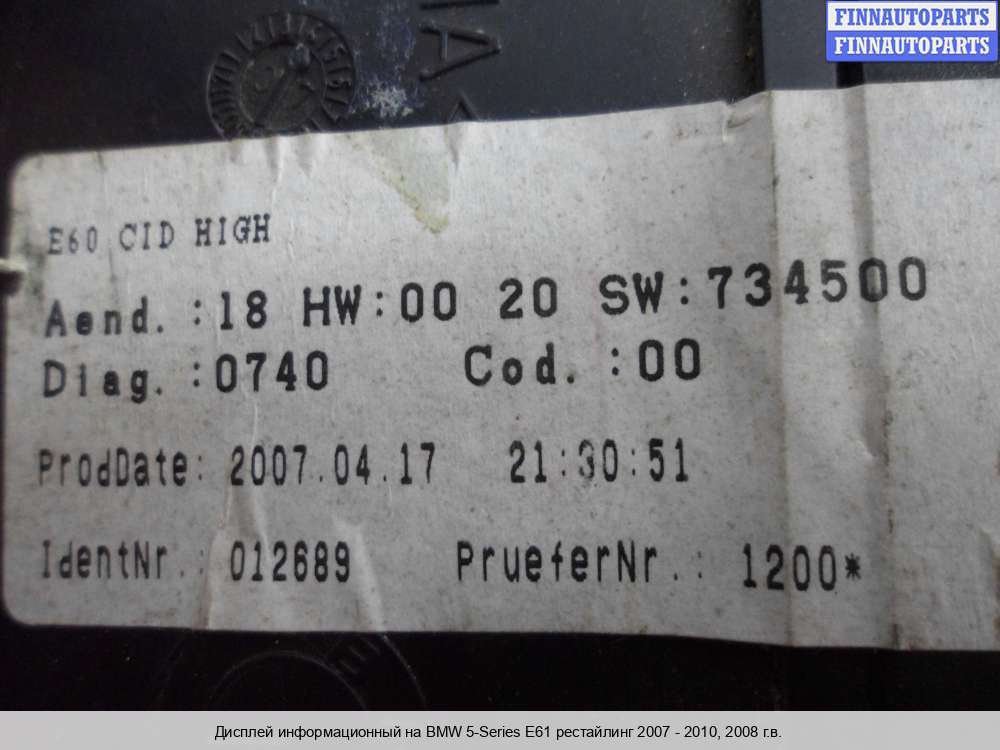 FINNAUTOPARTS
FINNAUTOPARTS
E60 CID HIGH
Aend. :18 HW:00 20 SW:734500
Diag. :0740 Cod. :00
ProdDate: 2007.04.17 21:30:51
IdentNr.: 012689 PrueferNr.: 1200*
Дисплей информационный на BMW 5-Series E61 рестайлинг 2007 - 2010, 2008 г.в.